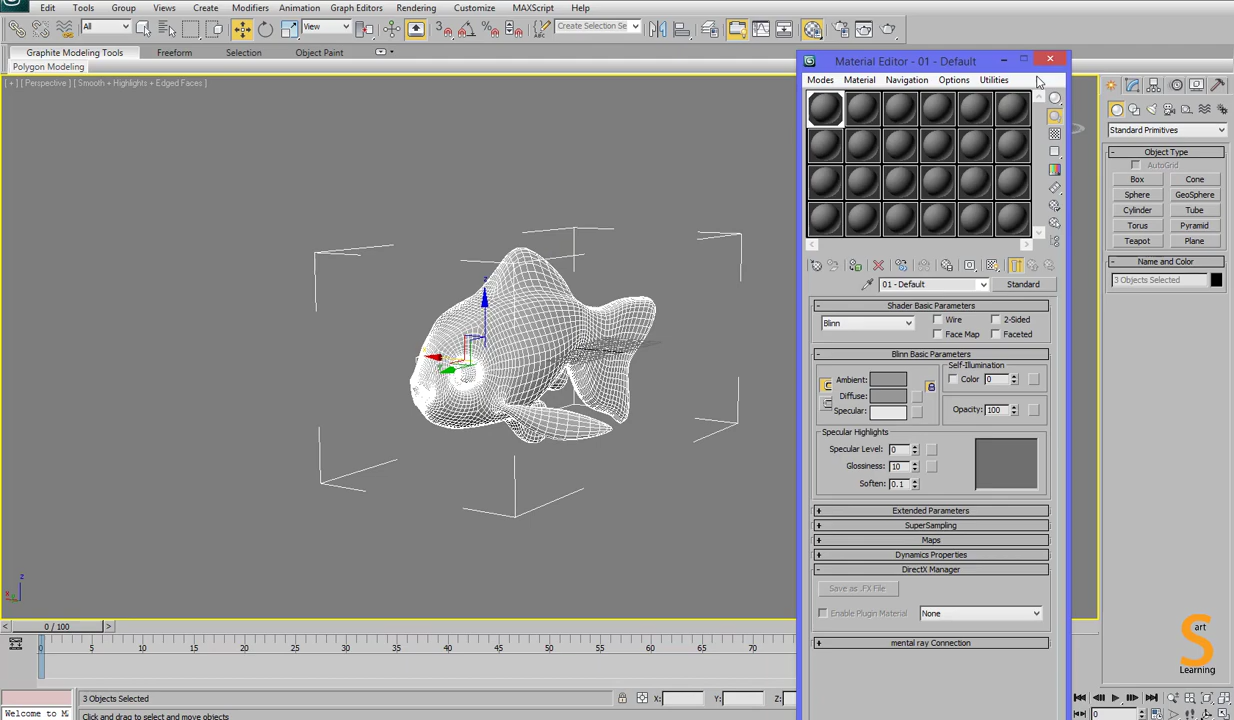 Edit Tools Group Views Create Modifiers Animation Graph Editors Rendering Customize MAXScript Help
All View Create Selection Se
Graphite Modeling Tools Freeform Selection Object Paint
Polygon Modeling
[ + ] [ Perspective ] [ Smooth + Highlights + Edged Faces ]
Material Editor - 01 - Default
Modes Material Navigation Options Utilities
01 - Default Standard
- Shader Basic Parameters
Blinn Wire 2-Sided
Face Map Faceted
- Blinn Basic Parameters
Self-Illumination
Ambient: Color 0
Diffuse:
Specular: Opacity: 100
Specular Highlights
Specular Level: 0
Glossiness: 10
Soften: 0.1
+ Extended Parameters
+ SuperSampling
+ Maps
+ Dynamics Properties
- DirectX Manager
Save as .FX File
Enable Plugin Material None
+ mental ray Connection
Standard Primitives
- Object Type
AutoGrid
Box Cone
Sphere GeoSphere
Cylinder Tube
Torus Pyramid
Teapot Plane
- Name and Color
3 Objects Selected
z
x y
z
< 0 / 100 >
0 5 10 15 20 25 30 35 40 45 50 55 60 65 70
3 Objects Selected X: Y: Z:
Welcome to M
Click and drag to select and move objects
0
art
S
Learning